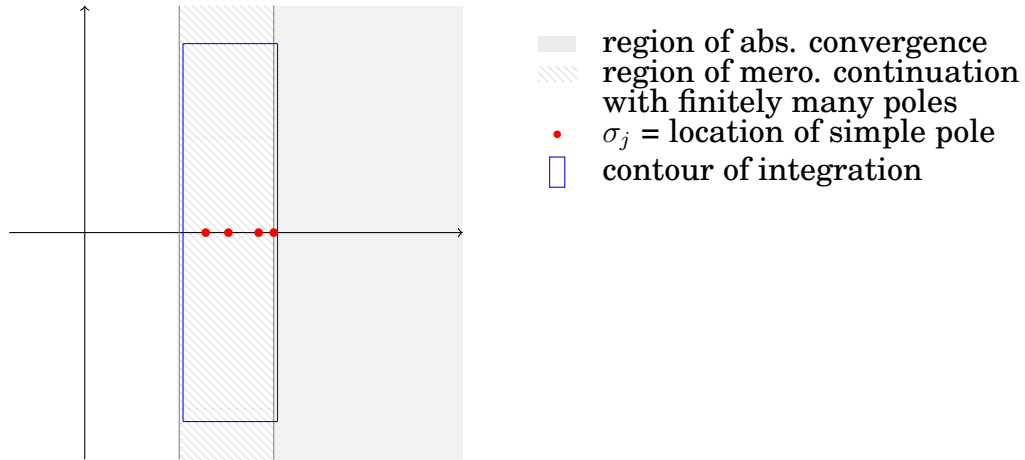 region of abs. convergence
region of mero. continuation
with finitely many poles
σⱼ = location of simple pole
contour of integration